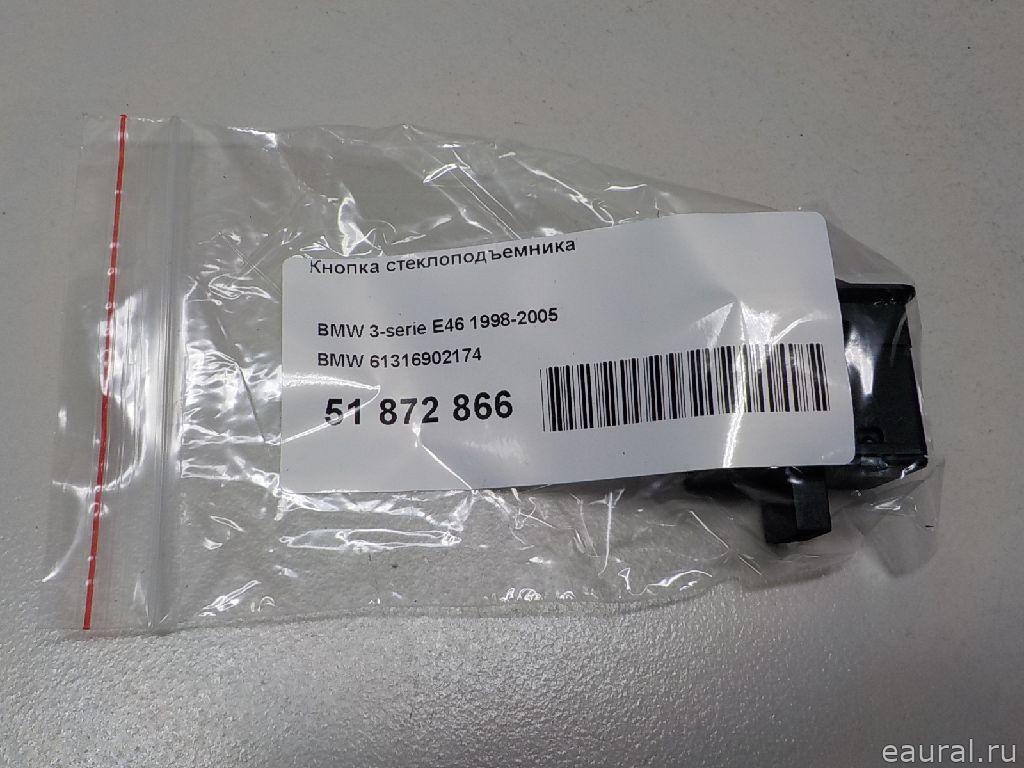 Кнопка стеклоподъемника
BMW 3-serie E46 1998-2005
BMW 61316902174
51 872 866
eaural.ru